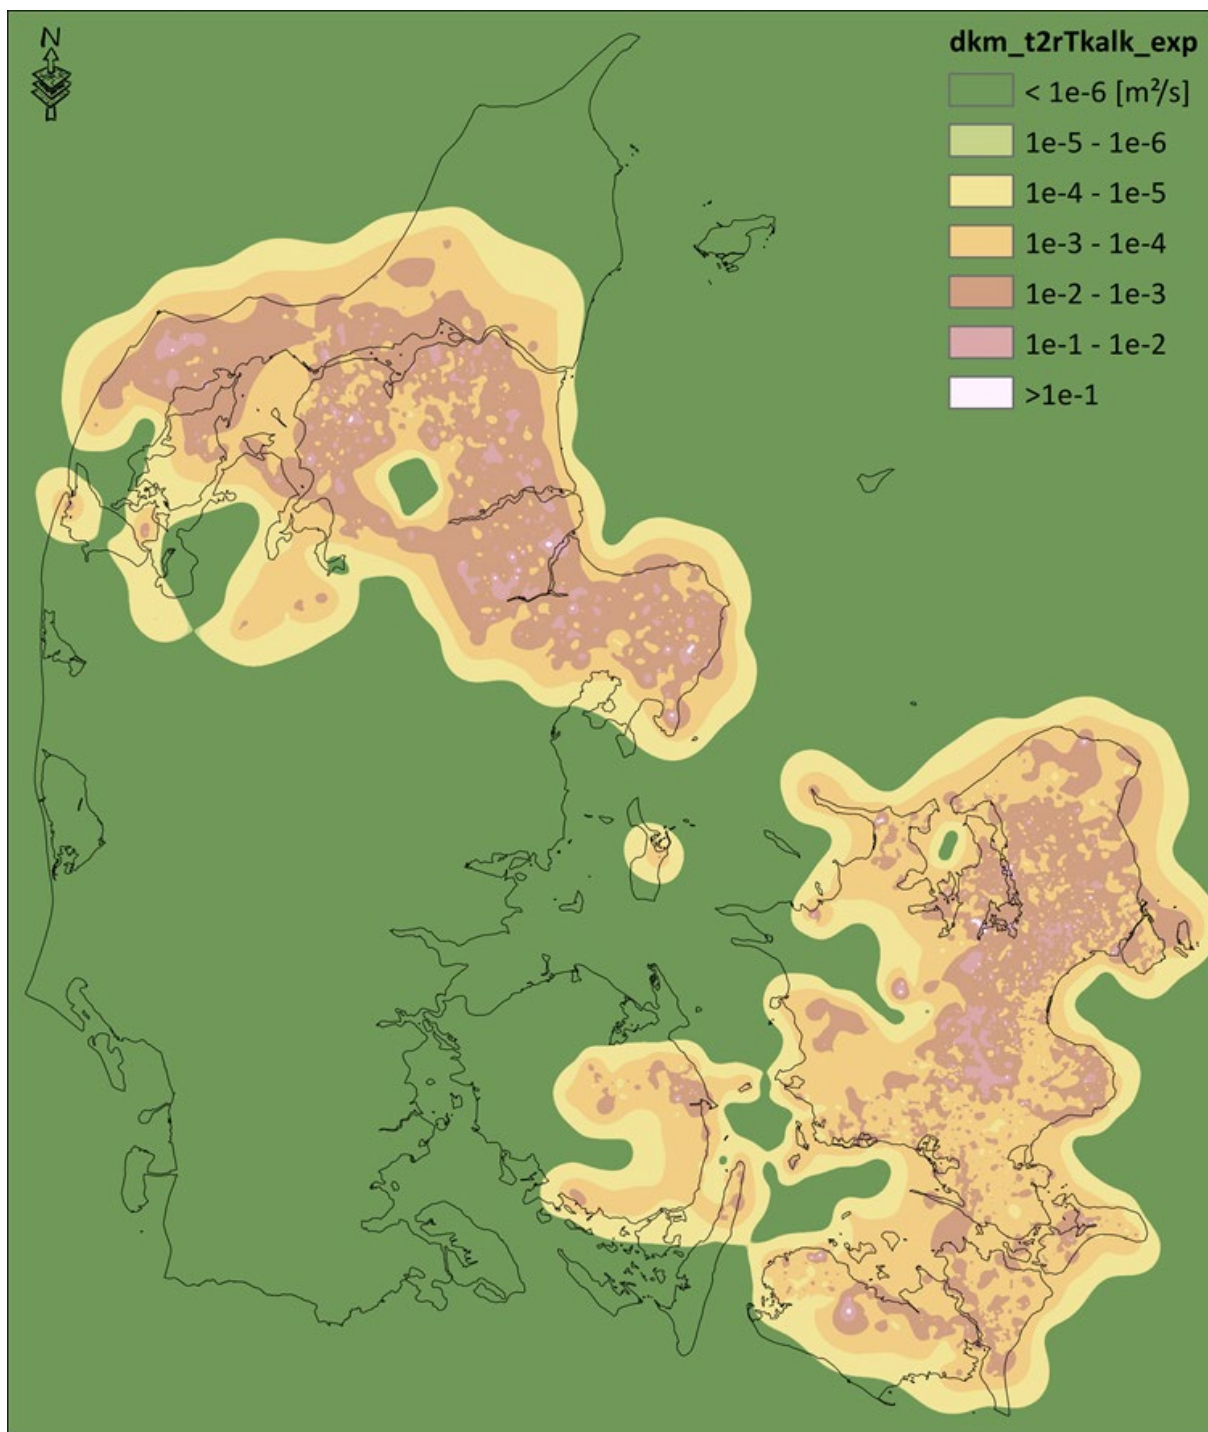 N
dkm_t2rTkalk_exp
< 1e-6 [m²/s]
1e-5 - 1e-6
1e-4 - 1e-5
1e-3 - 1e-4
1e-2 - 1e-3
1e-1 - 1e-2
>1e-1